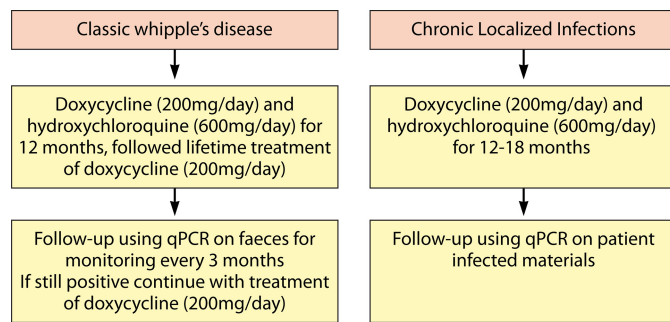 Classic whipple's disease
Doxycycline (200mg/day) and
hydroxychloroquine (600mg/day) for
12 months, followed lifetime treatment
of doxycycline (200mg/day)
Follow-up using qPCR on faeces for
monitoring every 3 months
If still positive continue with treatment
of doxycycline (200mg/day)
Chronic Localized Infections
Doxycycline (200mg/day) and
hydroxychloroquine (600mg/day)
for 12-18 months
Follow-up using qPCR on patient
infected materials